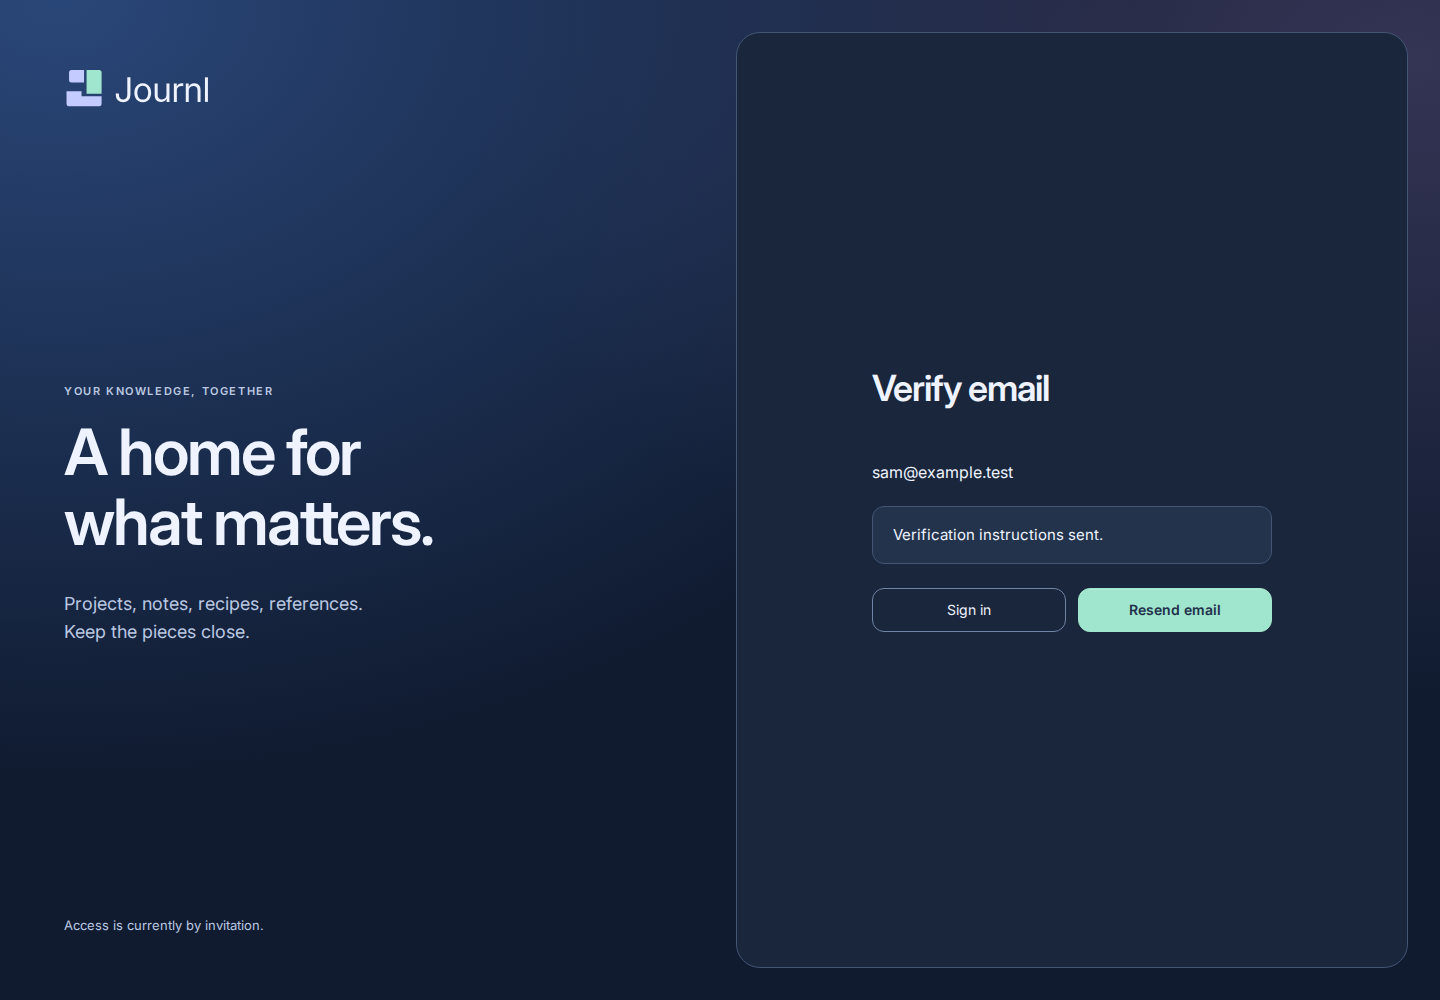 Journl
YOUR KNOWLEDGE, TOGETHER
A home for
what matters.
Projects, notes, recipes, references.
Keep the pieces close.
Access is currently by invitation.
Verify email
sam@example.test
Verification instructions sent.
Sign in
Resend email